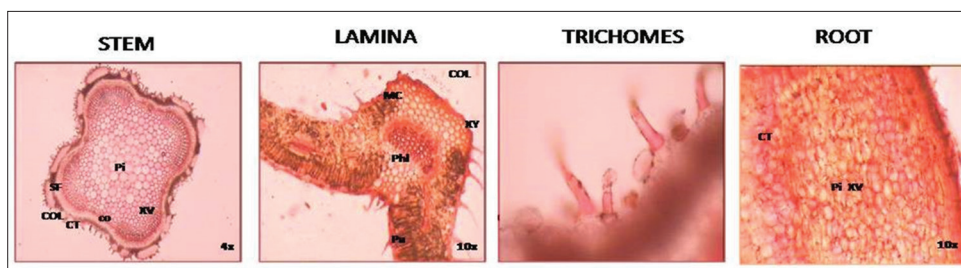 STEM
LAMINA
TRICHOMES
ROOT
Pi
SF
COL
CT
co
XV
4x
COL
MC
XY
Phl
Pa
10x
CT
Pi XV
10x